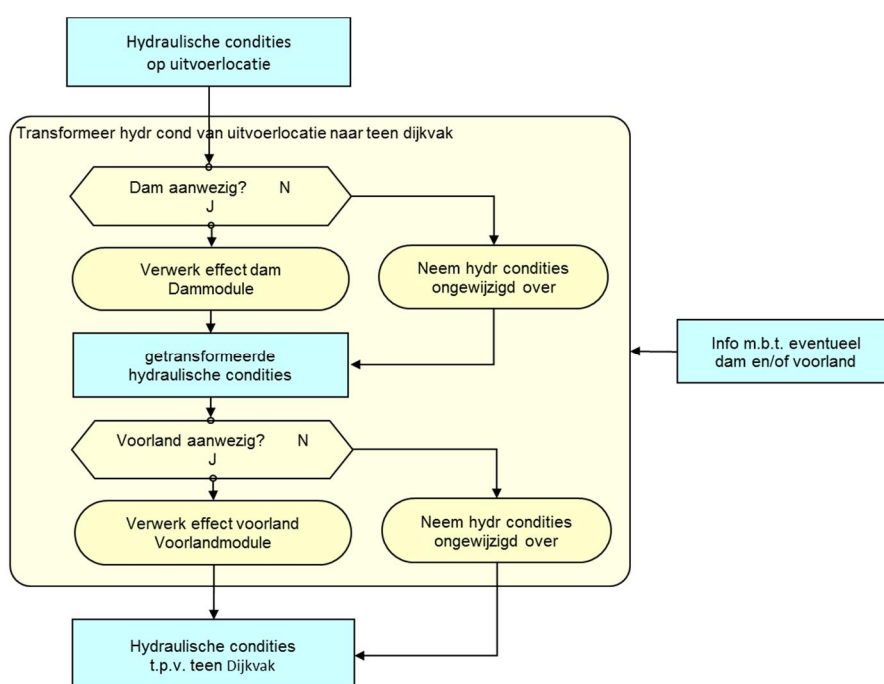 Hydraulische condities
op uitvoerlocatie
Transformeer hydr cond van uitvoerlocatie naar teen dijkvak
Dam aanwezig? N
J
Verwerk effect dam
Dammodule
Neem hydr condities
ongewijzigd over
getransformeerde
hydraulische condities
Info m.b.t. eventueel
dam en/of voorland
Voorland aanwezig? N
J
Verwerk effect voorland
Voorlandmodule
Neem hydr condities
ongewijzigd over
Hydraulische condities
t.p.v. teen Dijkvak